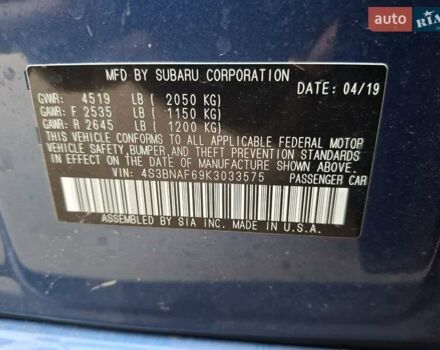 auto RIA
MFD BY SUBARU CORPORATION
DATE: 04/19
GVWR: 4519 LB ( 2050 KG)
GAWR: F 2535 LB ( 1150 KG)
GAWR: R 2645 LB ( 1200 KG)
THIS VEHICLE CONFORMS TO ALL APPLICABLE FEDERAL MOTOR
VEHICLE SAFETY, BUMPER, AND THEFT PREVENTION STANDARDS
IN EFFECT ON THE DATE OF MANUFACTURE SHOWN ABOVE.
VIN: 4S3BNAF69K3033575 PASSENGER CAR
ASSEMBLED BY SIA INC. MADE IN U.S.A.